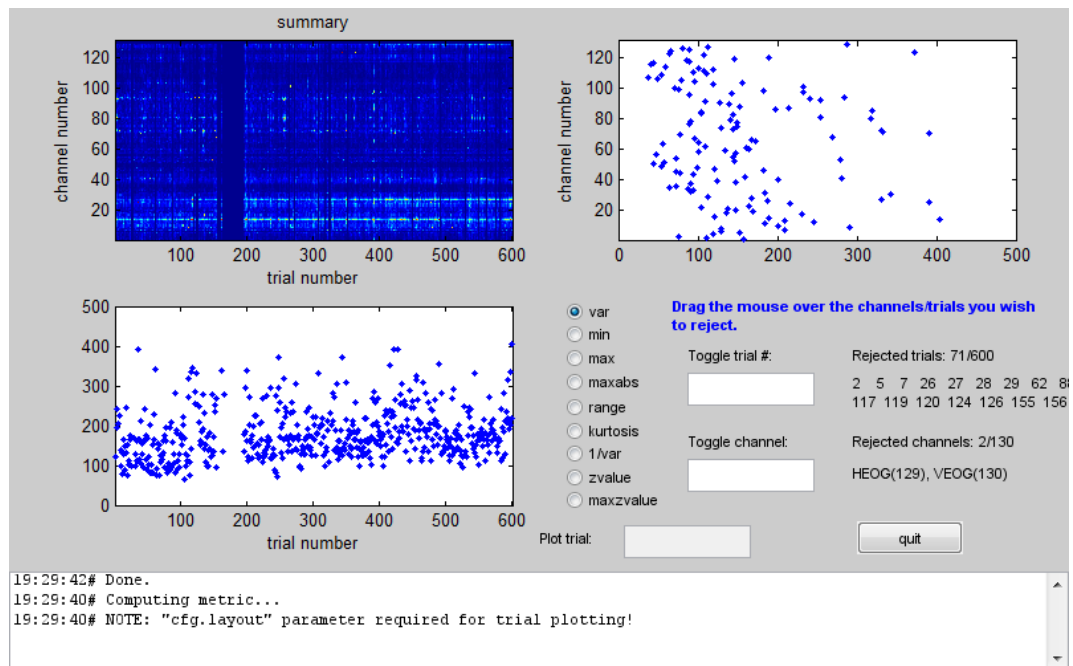 summary
120
100
80
60
40
20
channel number
100 200 300 400 500 600
trial number
120
100
80
60
40
20
channel number
0 100 200 300 400 500
500
400
300
200
100
0
100 200 300 400 500 600
trial number
var
min
max
maxabs
range
kurtosis
1/var
zvalue
maxzvalue
Drag the mouse over the channels/trials you wish
to reject.
Toggle trial #:
Rejected trials: 71/600
2 5 7 26 27 28 29 62
117 119 120 124 126 155 156
Toggle channel:
Rejected channels: 2/130
HEOG(129), VEOG(130)
Plot trial:
quit
19:29:42# Done.
19:29:40# Computing metric...
19:29:40# NOTE: "cfg.layout" parameter required for trial plotting!